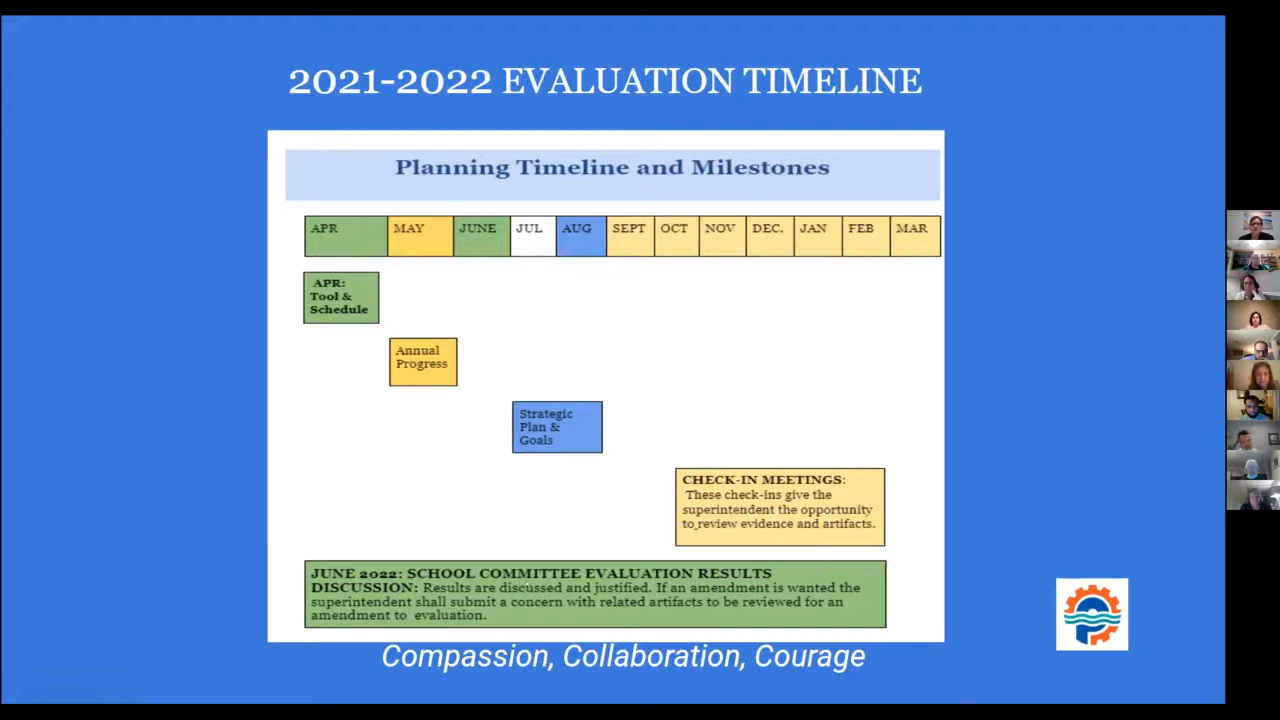 2021-2022 EVALUATION TIMELINE
Planning Timeline and Milestones
APR MAY JUNE JUL AUG SEPT OCT NOV DEC. JAN FEB MAR
APR:
Tool &
Schedule
Annual
Progress
Strategic
Plan &
Goals
CHECK-IN MEETINGS:
These check-ins give the
superintendent the opportunity
to review evidence and artifacts.
JUNE 2022: SCHOOL COMMITTEE EVALUATION RESULTS
DISCUSSION: Results are discussed and justified. If an amendment is wanted the
superintendent shall submit a concern with related artifacts to be reviewed for an
amendment to evaluation.
Compassion, Collaboration, Courage